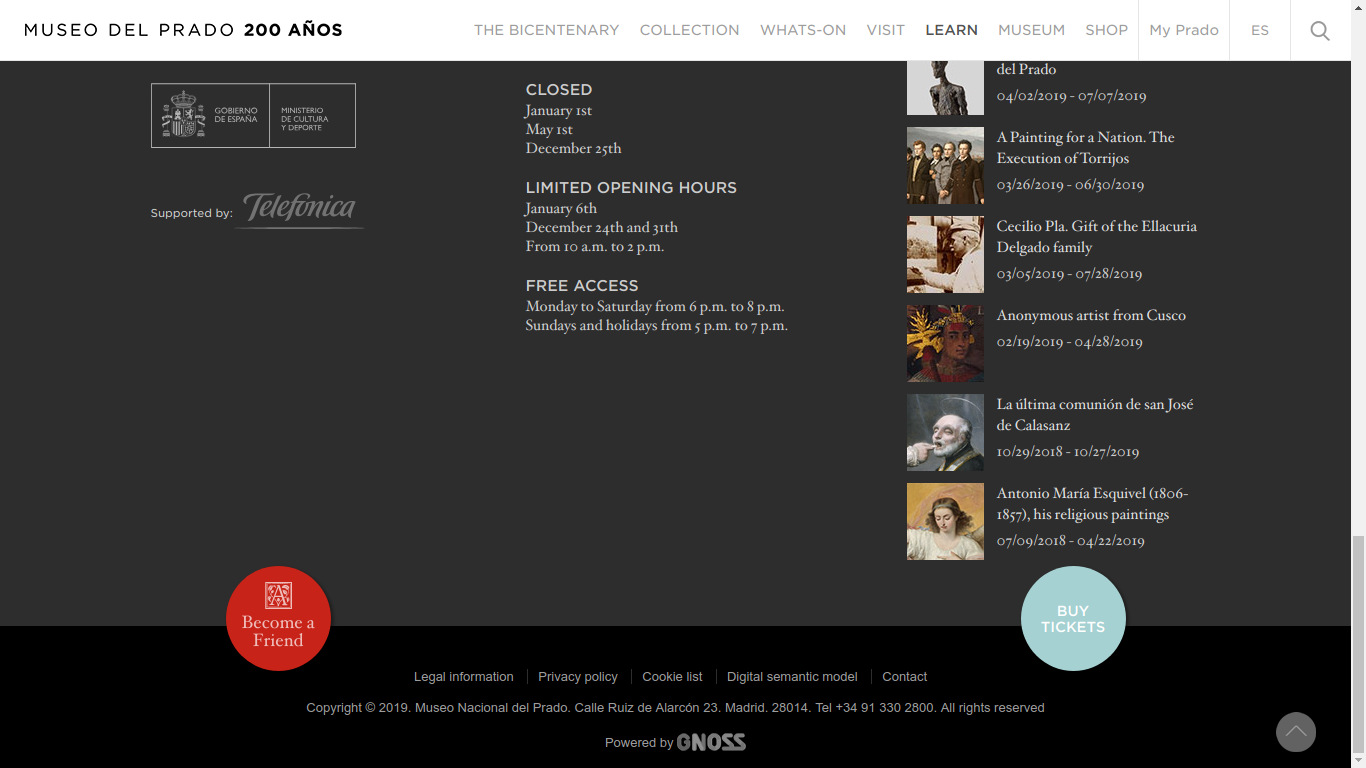 MUSEO DEL PRADO 200 AÑOS
THE BICENTENARY COLLECTION WHATS-ON VISIT LEARN MUSEUM SHOP My Prado ES
GOBIERNO
DE ESPAÑA
MINISTERIO
DE CULTURA
Y DEPORTE
Supported by: Telefónica
CLOSED
January 1st
May 1st
December 25th
LIMITED OPENING HOURS
January 6th
December 24th and 31th
From 10 a.m. to 2 p.m.
FREE ACCESS
Monday to Saturday from 6 p.m. to 8 p.m.
Sundays and holidays from 5 p.m. to 7 p.m.
del Prado
04/02/2019 - 07/07/2019
A Painting for a Nation. The
Execution of Torrijos
03/26/2019 - 06/30/2019
Cecilio Pla. Gift of the Ellacuria
Delgado family
03/05/2019 - 07/28/2019
Anonymous artist from Cusco
02/19/2019 - 04/28/2019
La última comunión de san José
de Calasanz
10/29/2018 - 10/27/2019
Antonio María Esquivel (1806-
1857), his religious paintings
07/09/2018 - 04/22/2019
A
Become a
Friend
BUY
TICKETS
Legal information Privacy policy Cookie list Digital semantic model Contact
Copyright © 2019. Museo Nacional del Prado. Calle Ruiz de Alarcón 23. Madrid. 28014. Tel +34 91 330 2800. All rights reserved
Powered by GNOSS